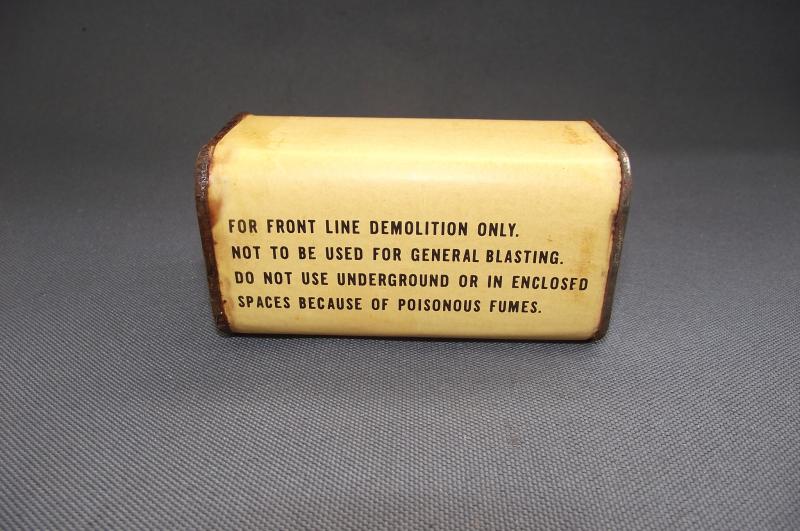 FOR FRONT LINE DEMOLITION ONLY.
NOT TO BE USED FOR GENERAL BLASTING.
DO NOT USE UNDERGROUND OR IN ENCLOSED
SPACES BECAUSE OF POISONOUS FUMES.